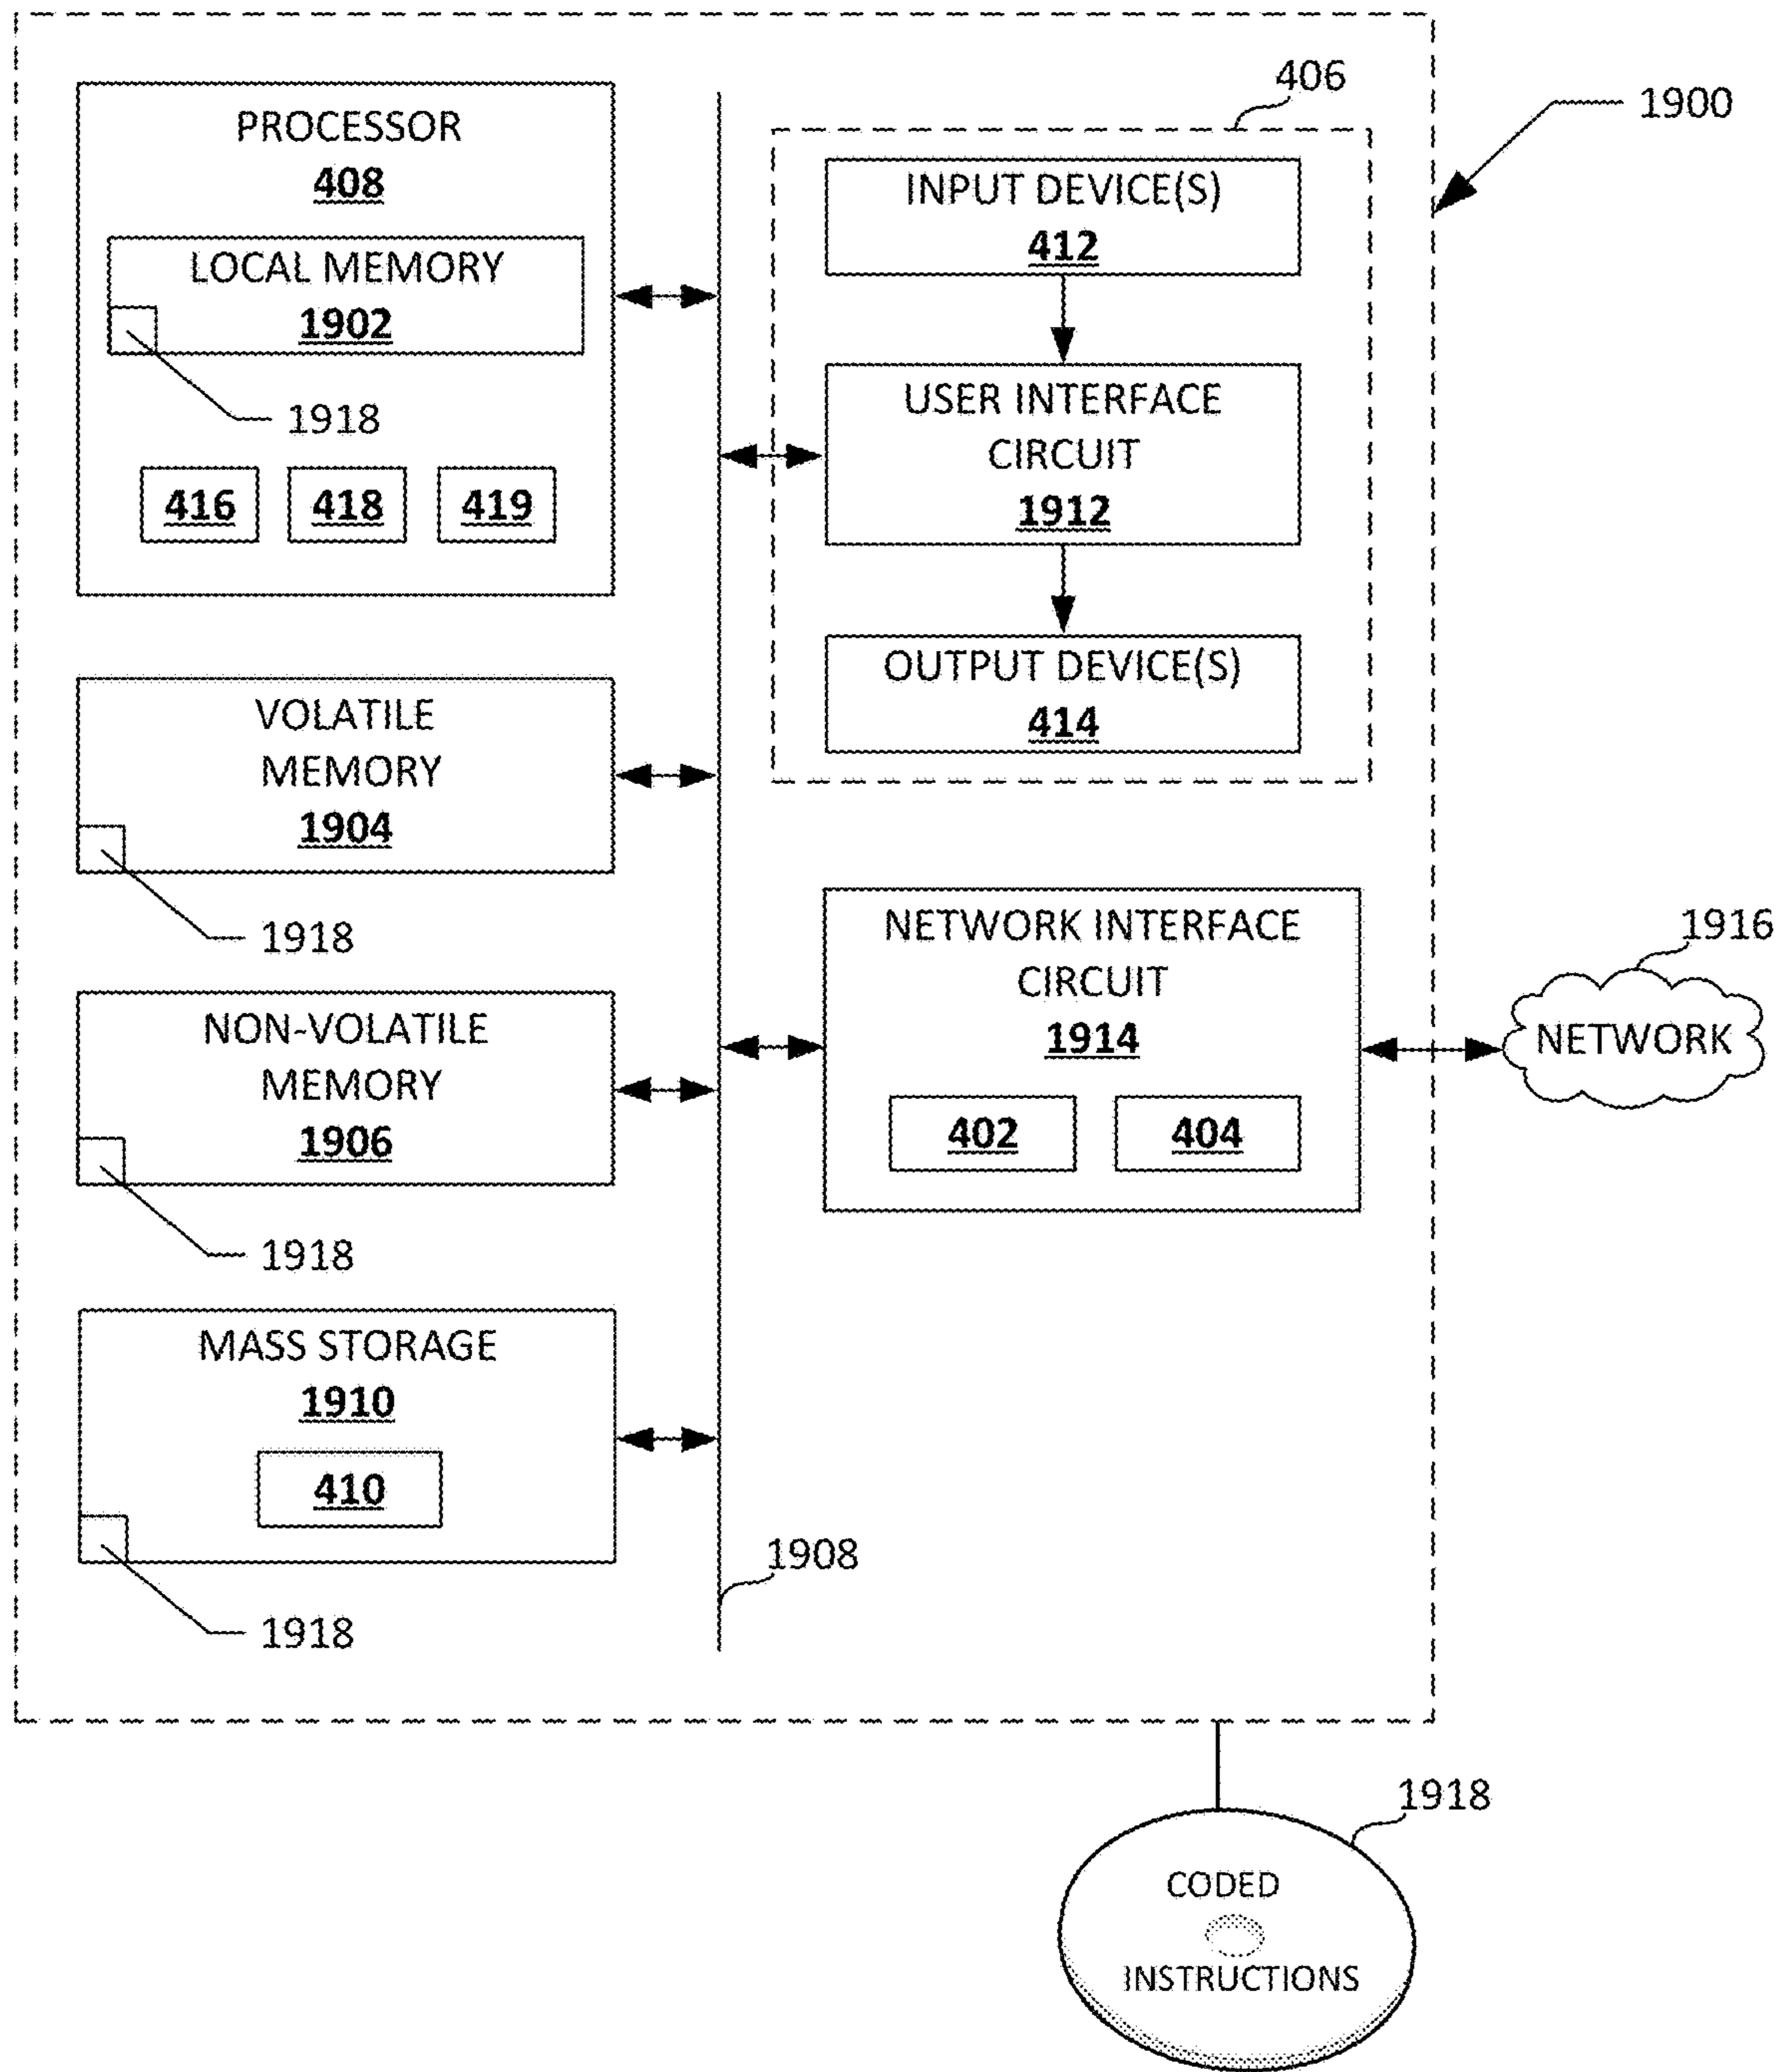 PROCESSOR
408
LOCAL MEMORY
1902
1918
416 418 419
VOLATILE
MEMORY
1904
1918
NON-VOLATILE
MEMORY
1906
1918
MASS STORAGE
1910
410
1918
1908
406
1900
INPUT DEVICE(S)
412
USER INTERFACE
CIRCUIT
1912
OUTPUT DEVICE(S)
414
NETWORK INTERFACE
CIRCUIT
1914
402 404
1916
NETWORK
1918
CODED
INSTRUCTIONS